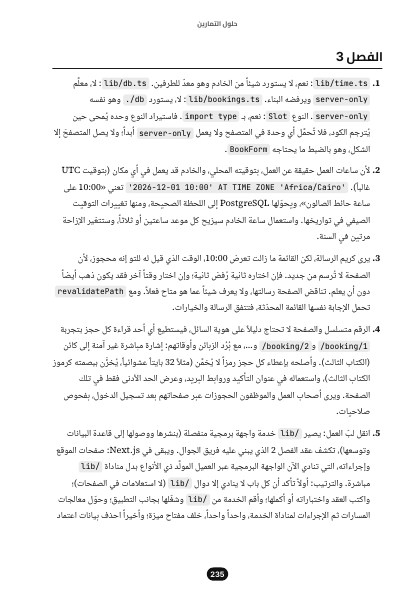 حلول التمارين
الفصل 3
1. lib/time.ts : نعم، لا يستورد شيئاً من الخادم وهو معدّ للطرفين. lib/db.ts : لا، معلَّم
server-only ويرفضه البناء. lib/bookings.ts : لا، يستورد ./db وهو نفسه
server-only . النوع Slot : نعم، بـ import type . فاستيراد النوع وحده يُمحى حين
يُترجم الكود، فلا تُحمَّل أي وحدة في المتصفح ولا يعمل server-only أبداً؛ ولا يصل المتصفحَ إلا
الشكل، وهو بالضبط ما يحتاجه BookForm .
2. لأن ساعات العمل حقيقة عن العمل، بتوقيته المحلي، والخادم قد يعمل في أي مكان (بتوقيت UTC
غالباً). '2026-12-01 10:00' AT TIME ZONE 'Africa/Cairo' تعني «10:00 على
ساعة حائط الصالون»، ويحوّلها PostgreSQL إلى اللحظة الصحيحة، ومنها تغييرات التوقيت
الصيفي في تواريخها. واستعمال ساعة الخادم سيزيح كل موعد ساعتين أو ثلاثاً، وستتغير الإزاحة
مرتين في السنة.
3. يرى كريم الرسالة، لكن القائمة ما زالت تعرض 10:00، الوقت الذي قيل له للتو إنه محجوز، لأن
الصفحة لا تُرسم من جديد. فإن اختاره ثانية رُفض ثانية؛ وإن اختار وقتاً آخر فقد يكون ذهب أيضاً
دون أن يعلم. تناقض الصفحة رسالتها، ولا يعرف شيئاً عما هو متاح فعلاً. ومع revalidatePath
تحمل الإجابة نفسها القائمة المحدّثة، فتتفق الرسالة والخيارات.
4. الرقم متسلسل والصفحة لا تحتاج دليلاً على هوية السائل، فيستطيع أي أحد قراءة كل حجز بتجربة
/booking/1 و /booking/2 و…، مع بُرُد الزبائن وأوقاتهم: إشارة مباشرة غير آمنة إلى كائن
(الكتاب الثالث). وأصلحه بإعطاء كل حجز رمزاً لا يُخمَّن (مثلاً 32 بايتاً عشوائياً، يُخزَّن ببصمته كرموز
الكتاب الثالث)، واستعماله في عنوان التأكيد وروابط البريد، وعرض الحد الأدنى فقط في تلك
الصفحة. ويرى أصحاب العمل والموظفون الحجوزات عبر صفحاتهم بعد تسجيل الدخول، بفحوص
صلاحيات.
5. انقل لبّ العمل: يصير lib/ خدمة واجهة برمجية منفصلة (بنشرها ووصولها إلى قاعدة البيانات
وتوسعها)، تكشف عقد الفصل 2 الذي يبني عليه فريق الجوال. ويبقى في Next.js: صفحات الموقع
وإجراءاته، التي تنادي الآن الواجهة البرمجية عبر العميل المولَّد ذي الأنواع بدل مناداة lib/
مباشرة. والترتيب: أولاً تأكد أن كل باب لا ينادي إلا دوال lib/ (لا استعلامات في الصفحات)؛
واكتب العقد واختباراته أو أكملها؛ وأقم الخدمة من lib/ وشغّلها بجانب التطبيق؛ وحوّل معالجات
المسارات ثم الإجراءات لمناداة الخدمة، واحداً واحداً، خلف مفتاح ميزة؛ وأخيراً احذف بيانات اعتماد
235